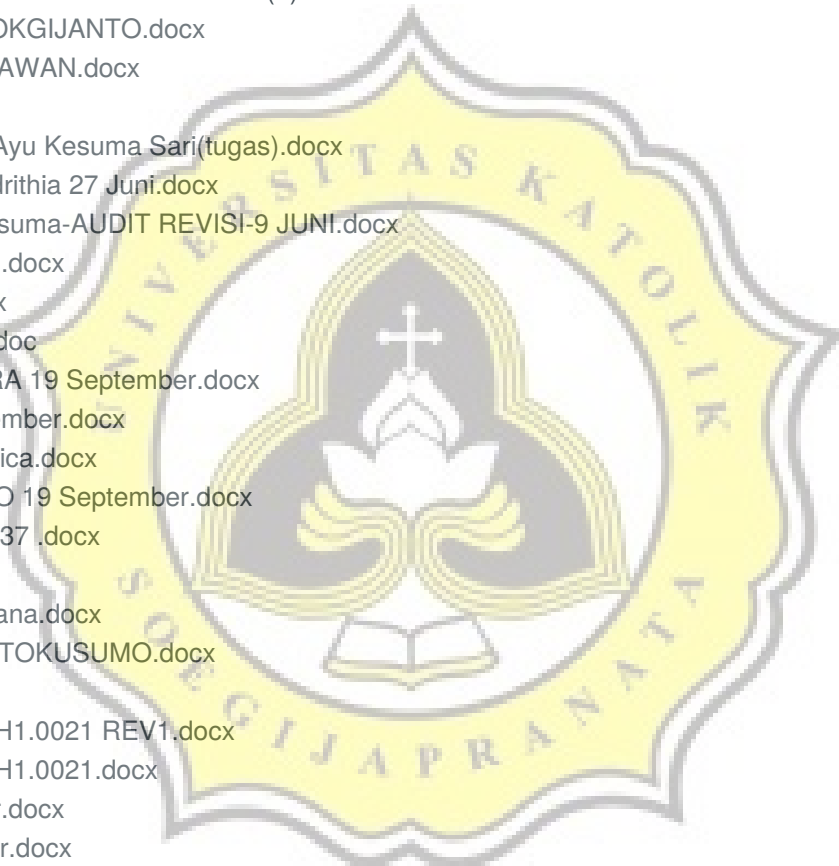 OKGIJANTO.docx
AWAN.docx
Ayu Kesuma Sari(tugas).docx
drithia 27 Juni.docx
suma-AUDIT REVISI-9 JUNI.docx
.docx
x
doc
RA 19 September.docx
ember.docx
ica.docx
O 19 September.docx
37 .docx
ana.docx
TOKUSUMO.docx
H1.0021 REV1.docx
H1.0021.docx
r.docx
r.docx
UNIVERSITAS KATOLIK
SOEGIJAPRANATA